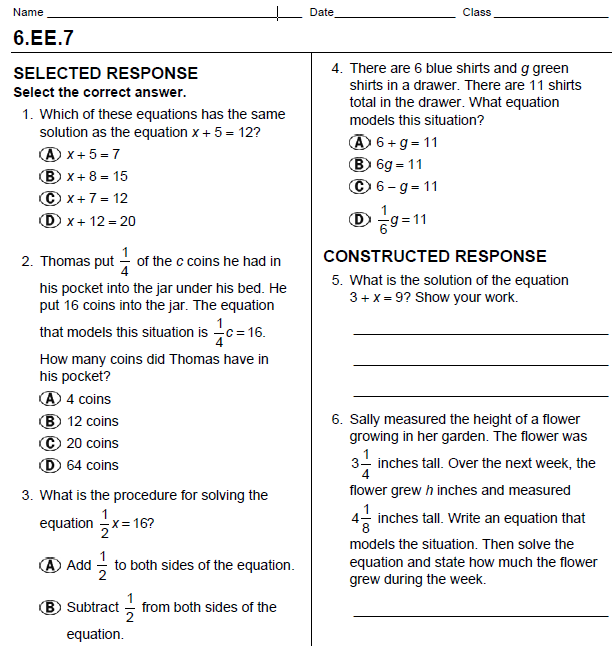 Name Date Class
6.EE.7
SELECTED RESPONSE
Select the correct answer.
1. Which of these equations has the same
solution as the equation x + 5 = 12?
A x + 5 = 7
B x + 8 = 15
C x + 7 = 12
D x + 12 = 20
2. Thomas put 1/4 of the c coins he had in
his pocket into the jar under his bed. He
put 16 coins into the jar. The equation
that models this situation is 1/4 c = 16.
How many coins did Thomas have in
his pocket?
A 4 coins
B 12 coins
C 20 coins
D 64 coins
3. What is the procedure for solving the
equation 1/2 x = 16?
A Add 1/2 to both sides of the equation.
B Subtract 1/2 from both sides of the
equation.
4. There are 6 blue shirts and g green
shirts in a drawer. There are 11 shirts
total in the drawer. What equation
models this situation?
A 6 + g = 11
B 6g = 11
C 6 – g = 11
D 1/6 g = 11
CONSTRUCTED RESPONSE
5. What is the solution of the equation
3 + x = 9? Show your work.
6. Sally measured the height of a flower
growing in her garden. The flower was
3 1/4 inches tall. Over the next week, the
flower grew h inches and measured
4 1/8 inches tall. Write an equation that
models the situation. Then solve the
equation and state how much the flower
grew during the week.